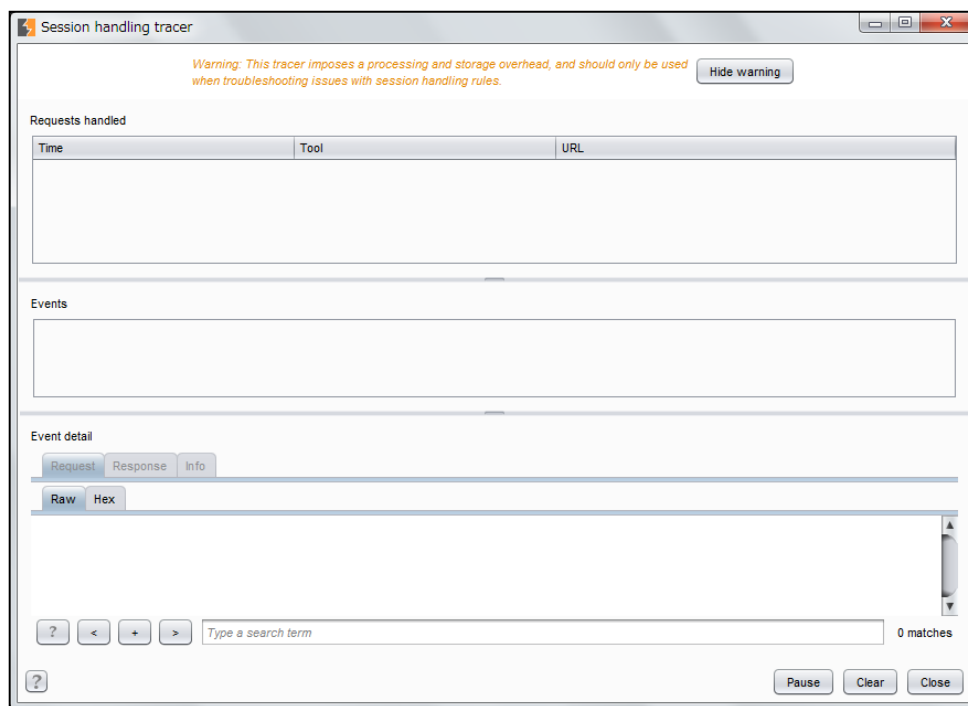 Session handling tracer
Warning: This tracer imposes a processing and storage overhead, and should only be used
when troubleshooting issues with session handling rules.
Hide warning
Requests handled
Time Tool URL
Events
Event detail
Request Response Info
Raw Hex
? < + > Type a search term 0 matches
? Pause Clear Close